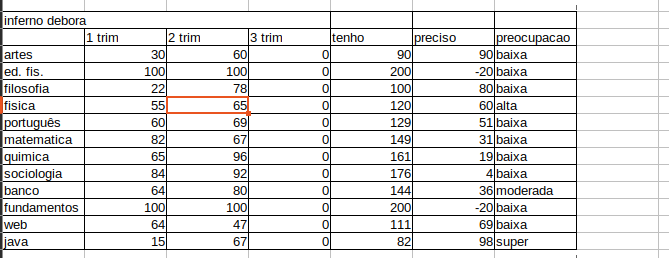 inferno debora
1 trim 2 trim 3 trim tenho preciso preocupacao
artes 30 60 0 90 90 baixa
ed. fis. 100 100 0 200 -20 baixa
filosofia 22 78 0 100 80 baixa
fisica 55 65 0 120 60 alta
português 60 69 0 129 51 baixa
matematica 82 67 0 149 31 baixa
quimica 65 96 0 161 19 baixa
sociologia 84 92 0 176 4 baixa
banco 64 80 0 144 36 moderada
fundamentos 100 100 0 200 -20 baixa
web 64 47 0 111 69 baixa
java 15 67 0 82 98 super